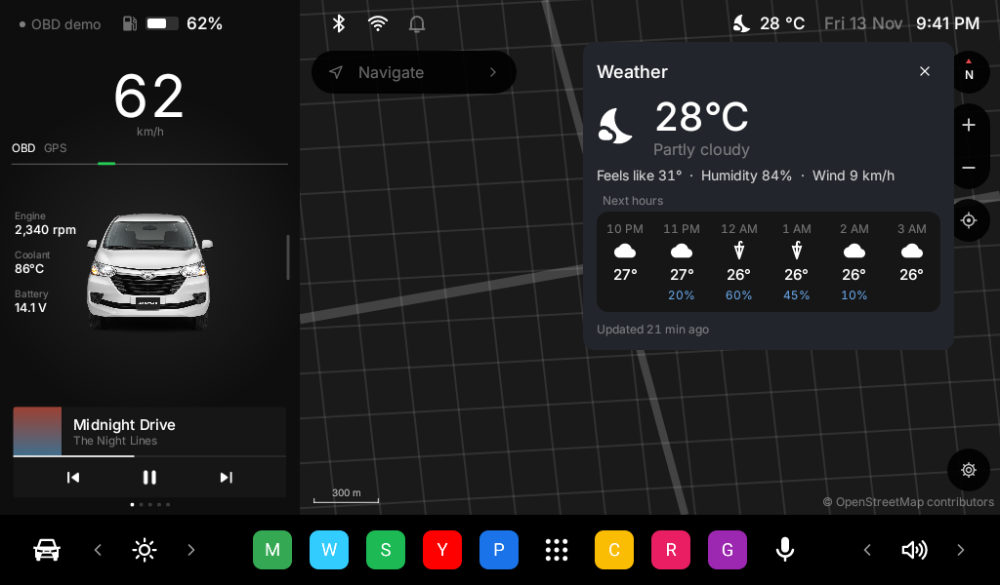 OBD demo
62%
62
km/h
OBD GPS
Engine
2,340 rpm
Coolant
86°C
Battery
14.1 V
Midnight Drive
The Night Lines
28 °C Fri 13 Nov 9:41 PM
Navigate
N
Weather
28°C
Partly cloudy
Feels like 31° · Humidity 84% · Wind 9 km/h
Next hours
10 PM 11 PM 12 AM 1 AM 2 AM 3 AM
27° 27° 26° 26° 26° 26°
20% 60% 45% 10%
Updated 21 min ago
300 m
© OpenStreetMap contributors
M W S Y P C R G